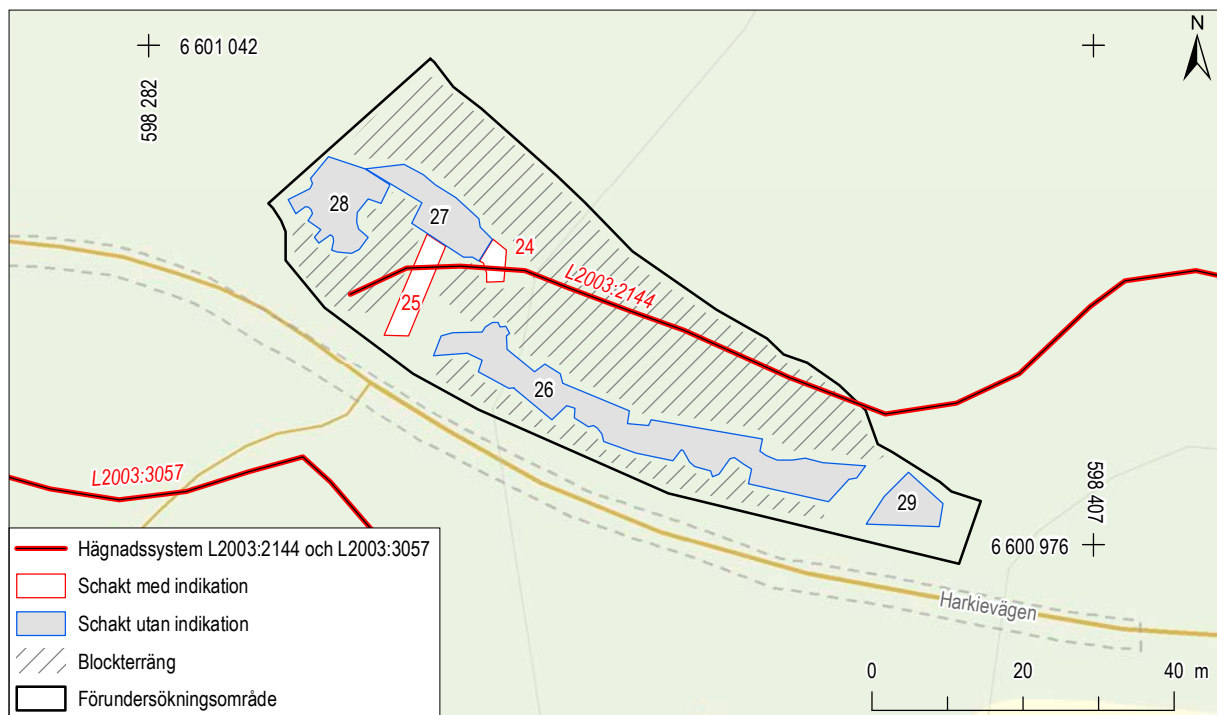 6 601 042
N
598 282
28
27
24
25
L2003:2144
26
29
598 407
6 600 976
L2003:3057
Harkievägen
Hägnadssystem L2003:2144 och L2003:3057
Schakt med indikation
Schakt utan indikation
Blockterräng
Förundersökningsområde
0 20 40 m